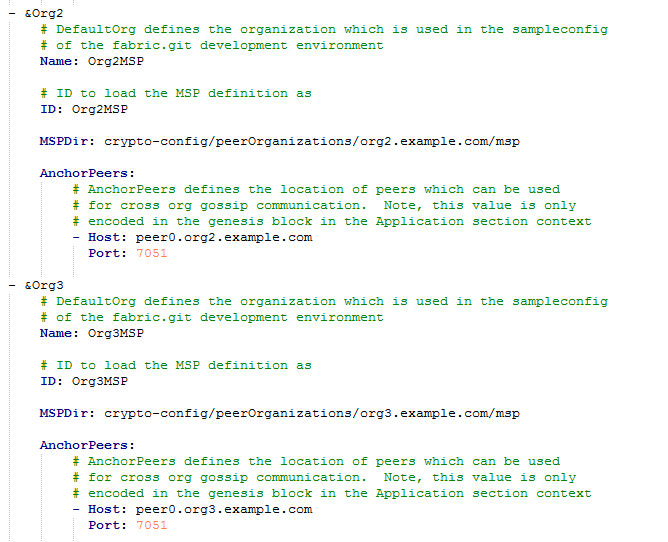 - &Org2
# DefaultOrg defines the organization which is used in the sampleconfig
# of the fabric.git development environment
Name: Org2MSP
# ID to load the MSP definition as
ID: Org2MSP
MSPDir: crypto-config/peerOrganizations/org2.example.com/msp
AnchorPeers:
# AnchorPeers defines the location of peers which can be used
# for cross org gossip communication.  Note, this value is only
# encoded in the genesis block in the Application section context
- Host: peer0.org2.example.com
Port: 7051
- &Org3
# DefaultOrg defines the organization which is used in the sampleconfig
# of the fabric.git development environment
Name: Org3MSP
# ID to load the MSP definition as
ID: Org3MSP
MSPDir: crypto-config/peerOrganizations/org3.example.com/msp
AnchorPeers:
# AnchorPeers defines the location of peers which can be used
# for cross org gossip communication.  Note, this value is only
# encoded in the genesis block in the Application section context
- Host: peer0.org3.example.com
Port: 7051